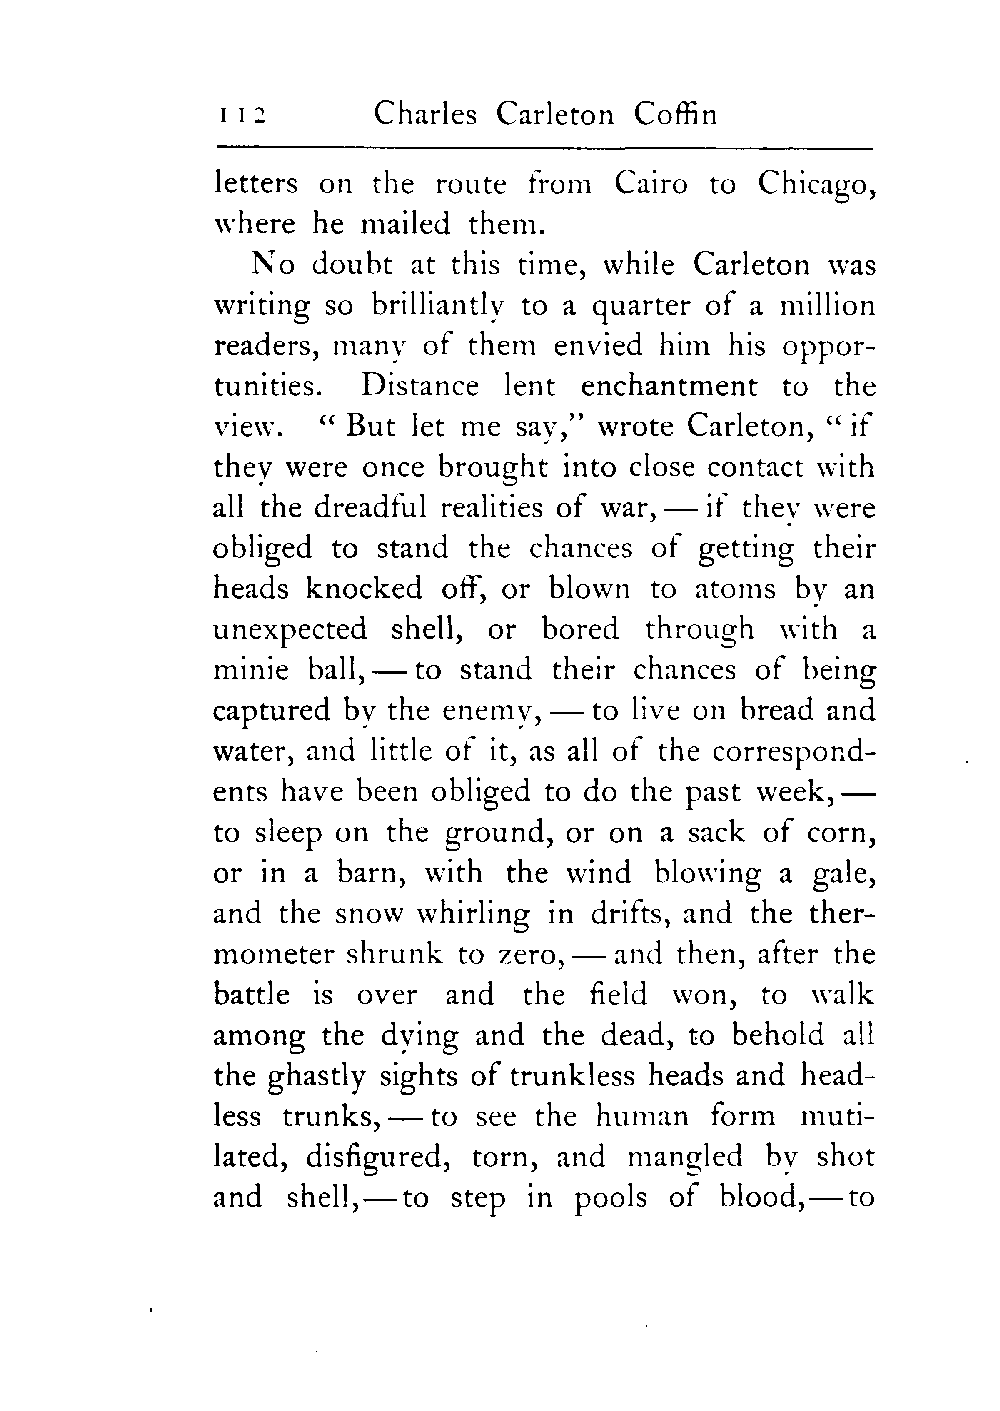 112 Charles Carleton Coffin
letters on the route from Cairo to Chicago,
where he mailed them.
No doubt at this time, while Carleton was
writing so brilliantly to a quarter of a million
readers, many of them envied him his oppor-
tunities. Distance lent enchantment to the
view. “ But let me say,” wrote Carleton, “ if
they were once brought into close contact with
all the dreadful realities of war, — if they were
obliged to stand the chances of getting their
heads knocked off, or blown to atoms by an
unexpected shell, or bored through with a
minie ball, — to stand their chances of being
captured by the enemy, — to live on bread and
water, and little of it, as all of the correspond-
ents have been obliged to do the past week, —
to sleep on the ground, or on a sack of corn,
or in a barn, with the wind blowing a gale,
and the snow whirling in drifts, and the ther-
mometer shrunk to zero, — and then, after the
battle is over and the field won, to walk
among the dying and the dead, to behold all
the ghastly sights of trunkless heads and head-
less trunks, — to see the human form muti-
lated, disfigured, torn, and mangled by shot
and shell, — to step in pools of blood, — to